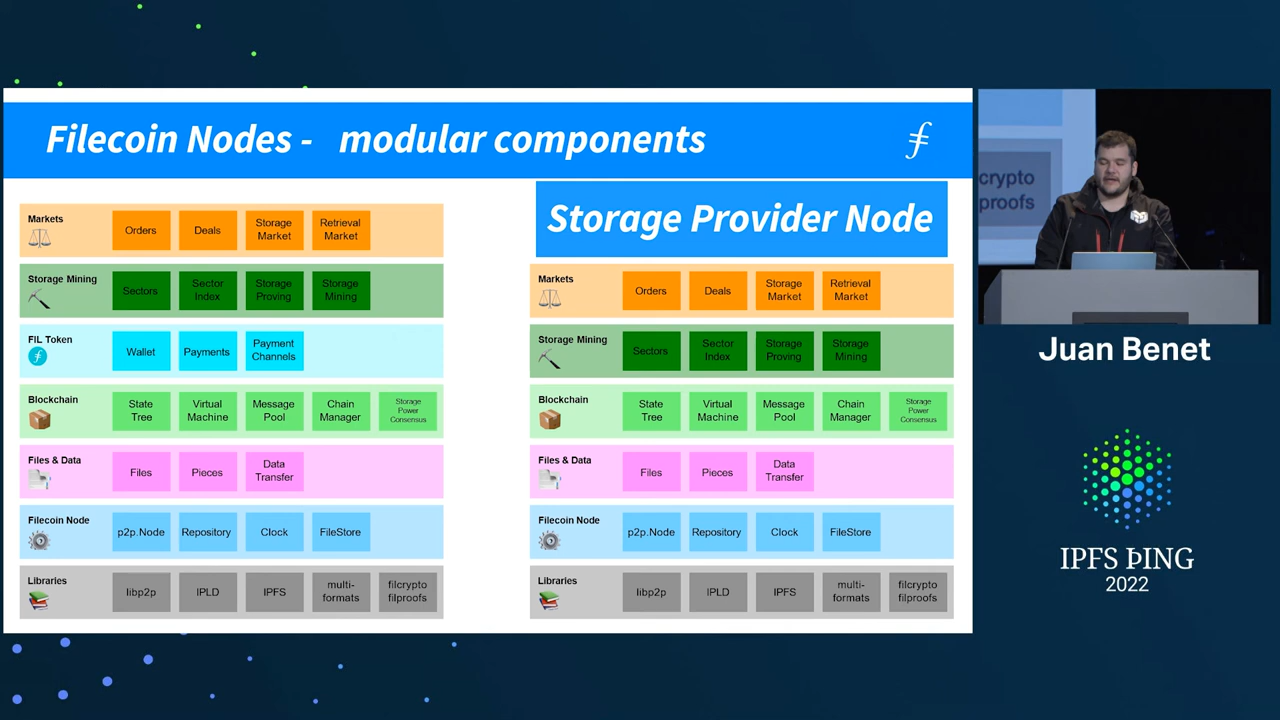 Filecoin Nodes - modular components
Markets
Orders
Deals
Storage
Market
Retrieval
Market
Storage Mining
Sectors
Sector
Index
Storage
Proving
Storage
Mining
FIL Token
Wallet
Payments
Payment
Channels
Blockchain
State
Tree
Virtual
Machine
Message
Pool
Chain
Manager
Storage
Power
Consensus
Files & Data
Files
Pieces
Data
Transfer
Filecoin Node
p2p.Node
Repository
Clock
FileStore
Libraries
libp2p
IPLD
IPFS
multi-
formats
filcrypto
filproofs
Storage Provider Node
Markets
Orders
Deals
Storage
Market
Retrieval
Market
Storage Mining
Sectors
Sector
Index
Storage
Proving
Storage
Mining
Blockchain
State
Tree
Virtual
Machine
Message
Pool
Chain
Manager
Storage
Power
Consensus
Files & Data
Files
Pieces
Data
Transfer
Filecoin Node
p2p.Node
Repository
Clock
FileStore
Libraries
libp2p
IPLD
IPFS
multi-
formats
filcrypto
filproofs
crypto
proofs
Juan Benet
IPFS ÞING
2022